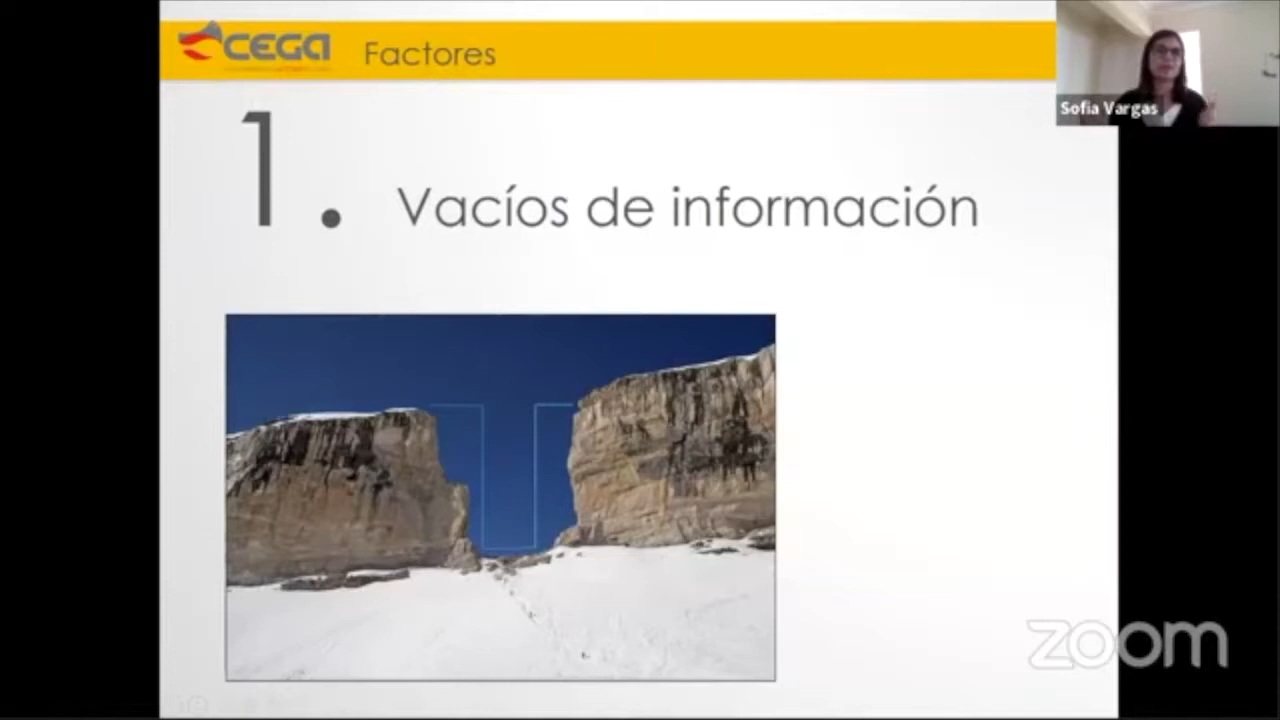 CEGA
Factores
Sofia Vargas
1. Vacíos de información
zoom